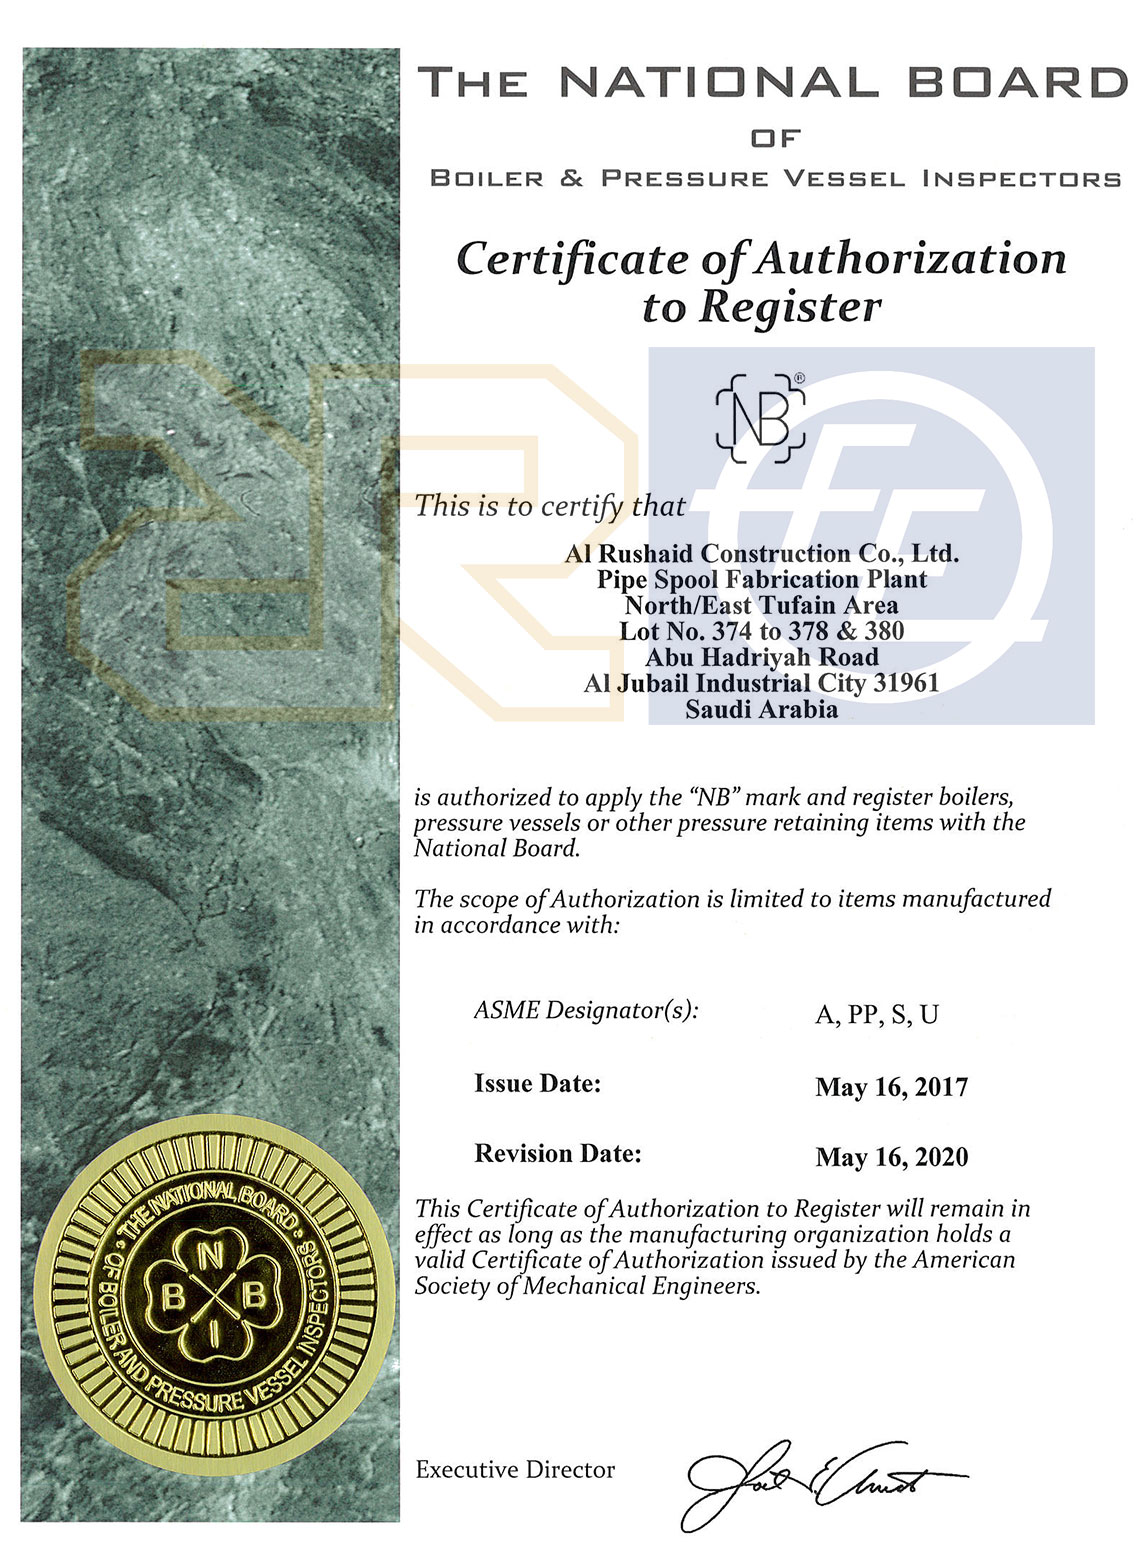 THE NATIONAL BOARD
OF
BOILER & PRESSURE VESSEL INSPECTORS
Certificate of Authorization
to Register
NB®
This is to certify that
Al Rushaid Construction Co., Ltd.
Pipe Spool Fabrication Plant
North/East Tufain Area
Lot No. 374 to 378 & 380
Abu Hadriyah Road
Al Jubail Industrial City 31961
Saudi Arabia
is authorized to apply the “NB” mark and register boilers,
pressure vessels or other pressure retaining items with the
National Board.
The scope of Authorization is limited to items manufactured
in accordance with:
ASME Designator(s): A, PP, S, U
Issue Date: May 16, 2017
Revision Date: May 16, 2020
This Certificate of Authorization to Register will remain in
effect as long as the manufacturing organization holds a
valid Certificate of Authorization issued by the American
Society of Mechanical Engineers.
THE NATIONAL BOARD
OF BOILER AND PRESSURE VESSEL INSPECTORS
N
B B
I
Executive Director